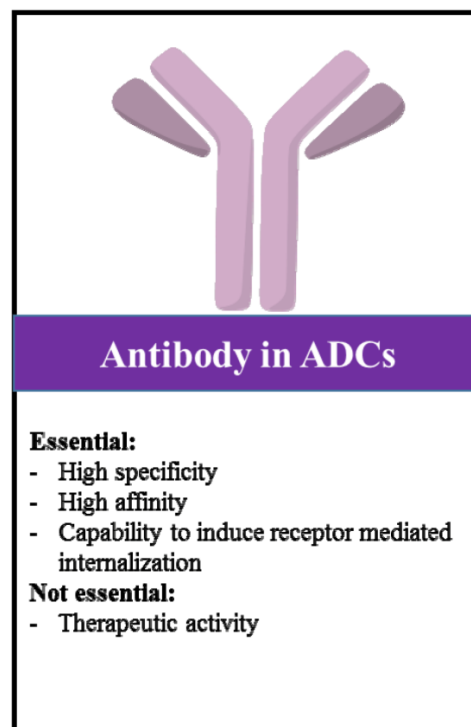 Antibody in ADCs
Essential:
- High specificity
- High affinity
- Capability to induce receptor mediated
internalization
Not essential:
- Therapeutic activity